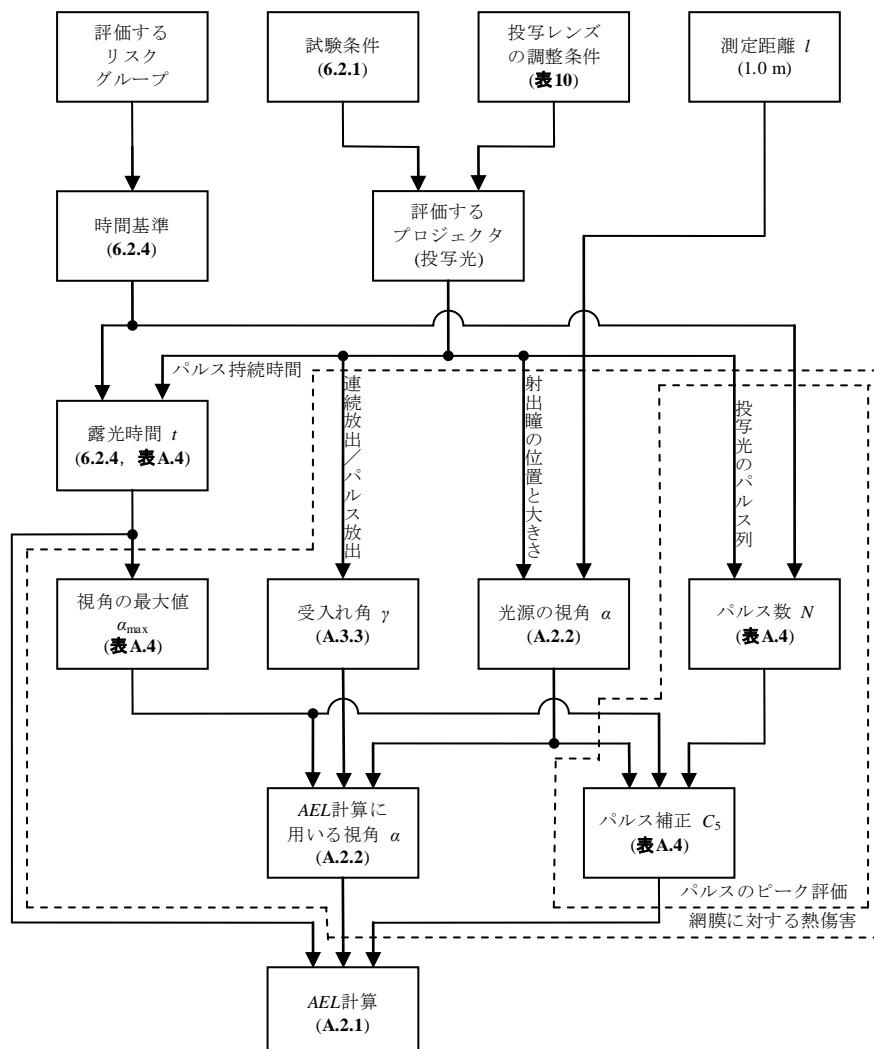 評価する
リスク
グループ
試験条件
(6.2.1)
投写レンズ
の調整条件
(表10)
測定距離 l
(1.0 m)
時間基準
(6.2.4)
評価する
プロジェクタ
(投写光)
パルス持続時間
連続放出／パルス放出
射出瞳の位置と大きさ
投写光のパルス列
露光時間 t
(6.2.4, 表A.4)
視角の最大値
αmax
(表A.4)
受入れ角 γ
(A.3.3)
光源の視角 α
(A.2.2)
パルス数 N
(表A.4)
AEL計算に
用いる視角 α
(A.2.2)
パルス補正 C5
(表A.4)
パルスのピーク評価
網膜に対する熱傷害
AEL計算
(A.2.1)